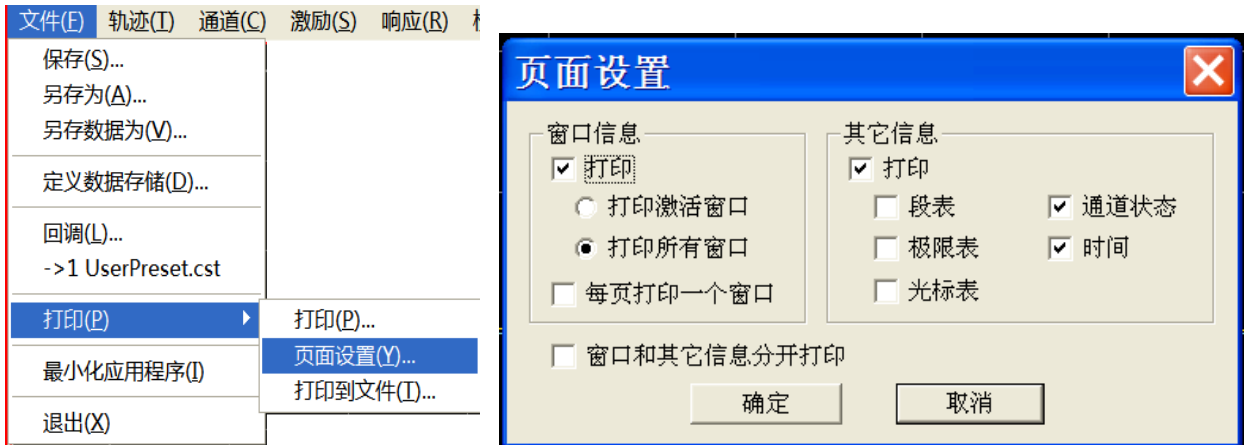 文件(F) 轨迹(T) 通道(C) 激励(S) 响应(R)
保存(S)...
另存为(A)...
另存数据为(V)...
定义数据存储(D)...
回调(L)...
->1 UserPreset.cst
打印(P)
最小化应用程序(I)
退出(X)
打印(P)...
页面设置(Y)...
打印到文件(T)...
页面设置
窗口信息
打印
打印激活窗口
打印所有窗口
每页打印一个窗口
其它信息
打印
段表 通道状态
极限表 时间
光标表
窗口和其它信息分开打印
确定 取消